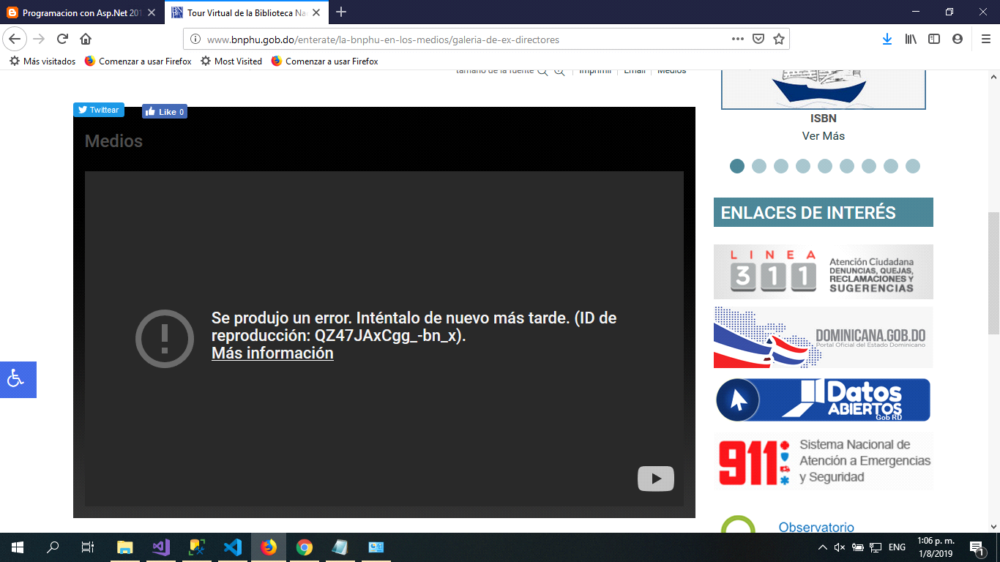 Programacion con Asp.Net 201
Tour Virtual de la Biblioteca Na
www.bnphu.gob.do/enterate/la-bnphu-en-los-medios/galeria-de-ex-directores
Más visitados
Comenzar a usar Firefox
Most Visited
Comenzar a usar Firefox
tamaño de la fuente
Imprimir
Email
Medios
Twittear
Like 0
Medios
Se produjo un error. Inténtalo de nuevo más tarde. (ID de
reproducción: QZ47JAxCgg_-bn_x).
Más información
ISBN
Ver Más
ENLACES DE INTERÉS
LINEA
311
Atención Ciudadana
DENUNCIAS, QUEJAS,
RECLAMACIONES Y
SUGERENCIAS
DOMINICANA.GOB.DO
Portal Oficial del Estado Dominicano
Datos
ABIERTOS
Gob RD
911
Sistema Nacional de
Atención a Emergencias
y Seguridad
Observatorio
ENG
1:06 p. m.
1/8/2019
1